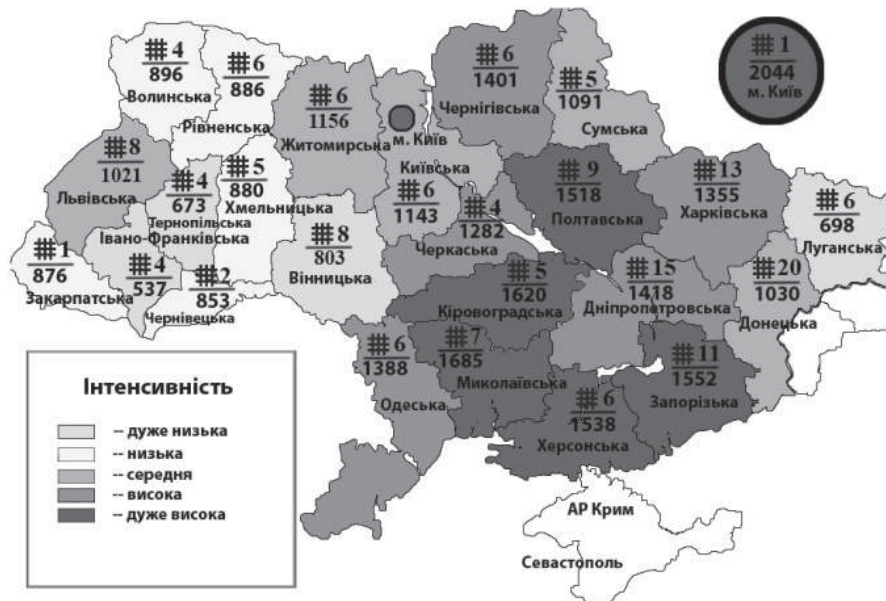 4
896
Волинська
6
886
Рівненська
6
1156
Житомирська
м. Київ
Київська
6
1143
6
1401
Чернігівська
5
1091
Сумська
1
2044
м. Київ
8
1021
Львівська
4
673
Тернопільська
5
880
Хмельницька
9
1518
Полтавська
13
1355
Харківська
6
698
Луганська
1
876
Закарпатська
Івано-Франківська
4
537
2
853
Чернівецька
8
803
Вінницька
4
1282
Черкаська
5
1620
Кіровоградська
15
1418
Дніпропетровська
20
1030
Донецька
6
1388
Одеська
7
1685
Миколаївська
6
1538
Херсонська
11
1552
Запорізька
АР Крим
Севастополь
Інтенсивність
-- дуже низька
-- низька
-- середня
-- висока
-- дуже висока